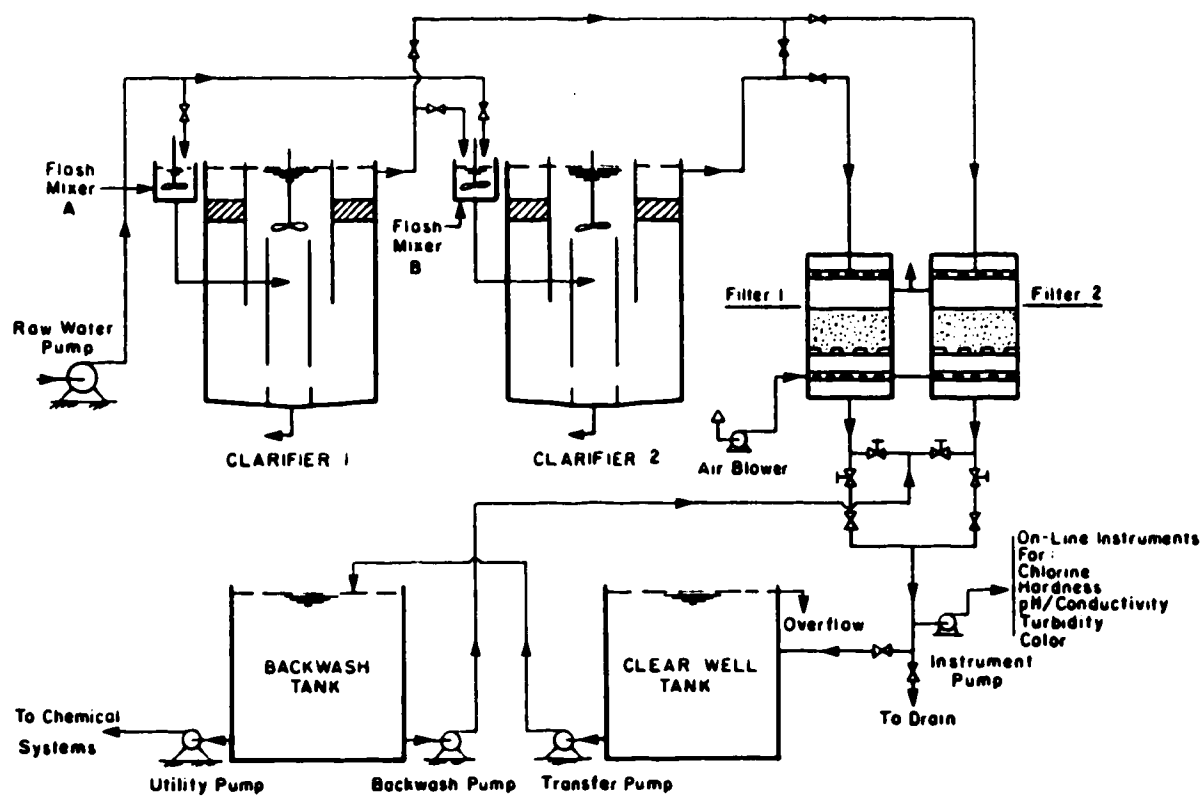 Flash
Mixer
A
Flash
Mixer
B
Raw Water
Pump
Filter 1
Filter 2
CLARIFIER 1
CLARIFIER 2
Air Blower
On-Line Instruments
For:
Chlorine
Hardness
pH/Conductivity
Turbidity
Color
Overflow
BACKWASH
TANK
CLEAR WELL
TANK
Instrument
Pump
To Drain
To Chemical
Systems
Utility Pump
Backwash Pump
Transfer Pump